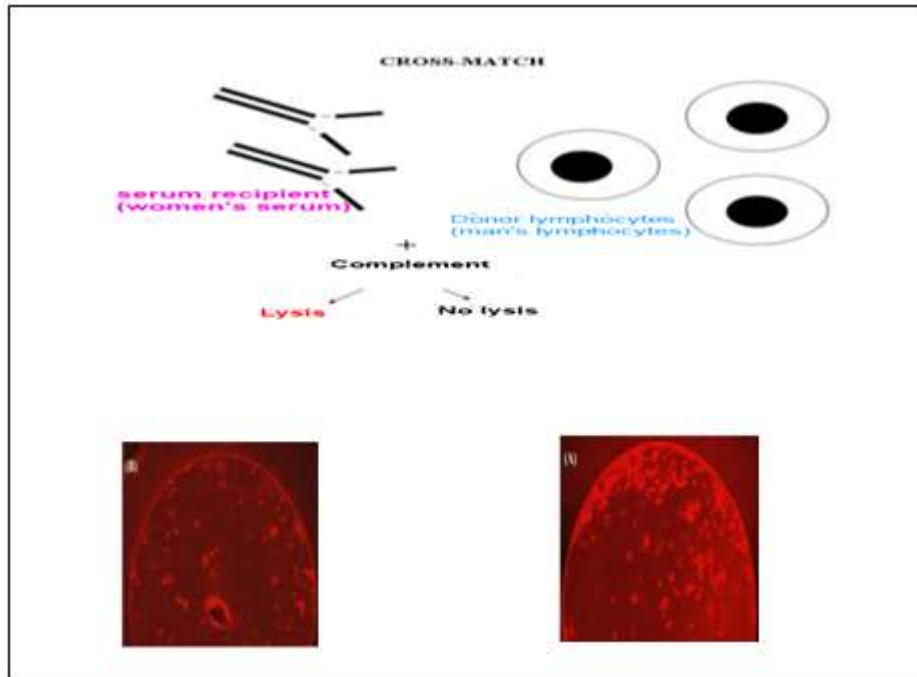 CROSS-MATCH
serum recipient
(women's serum)
Donor lymphocytes
(man's lymphocytes)
+
Complement
Lysis
No lysis
(B)
(A)